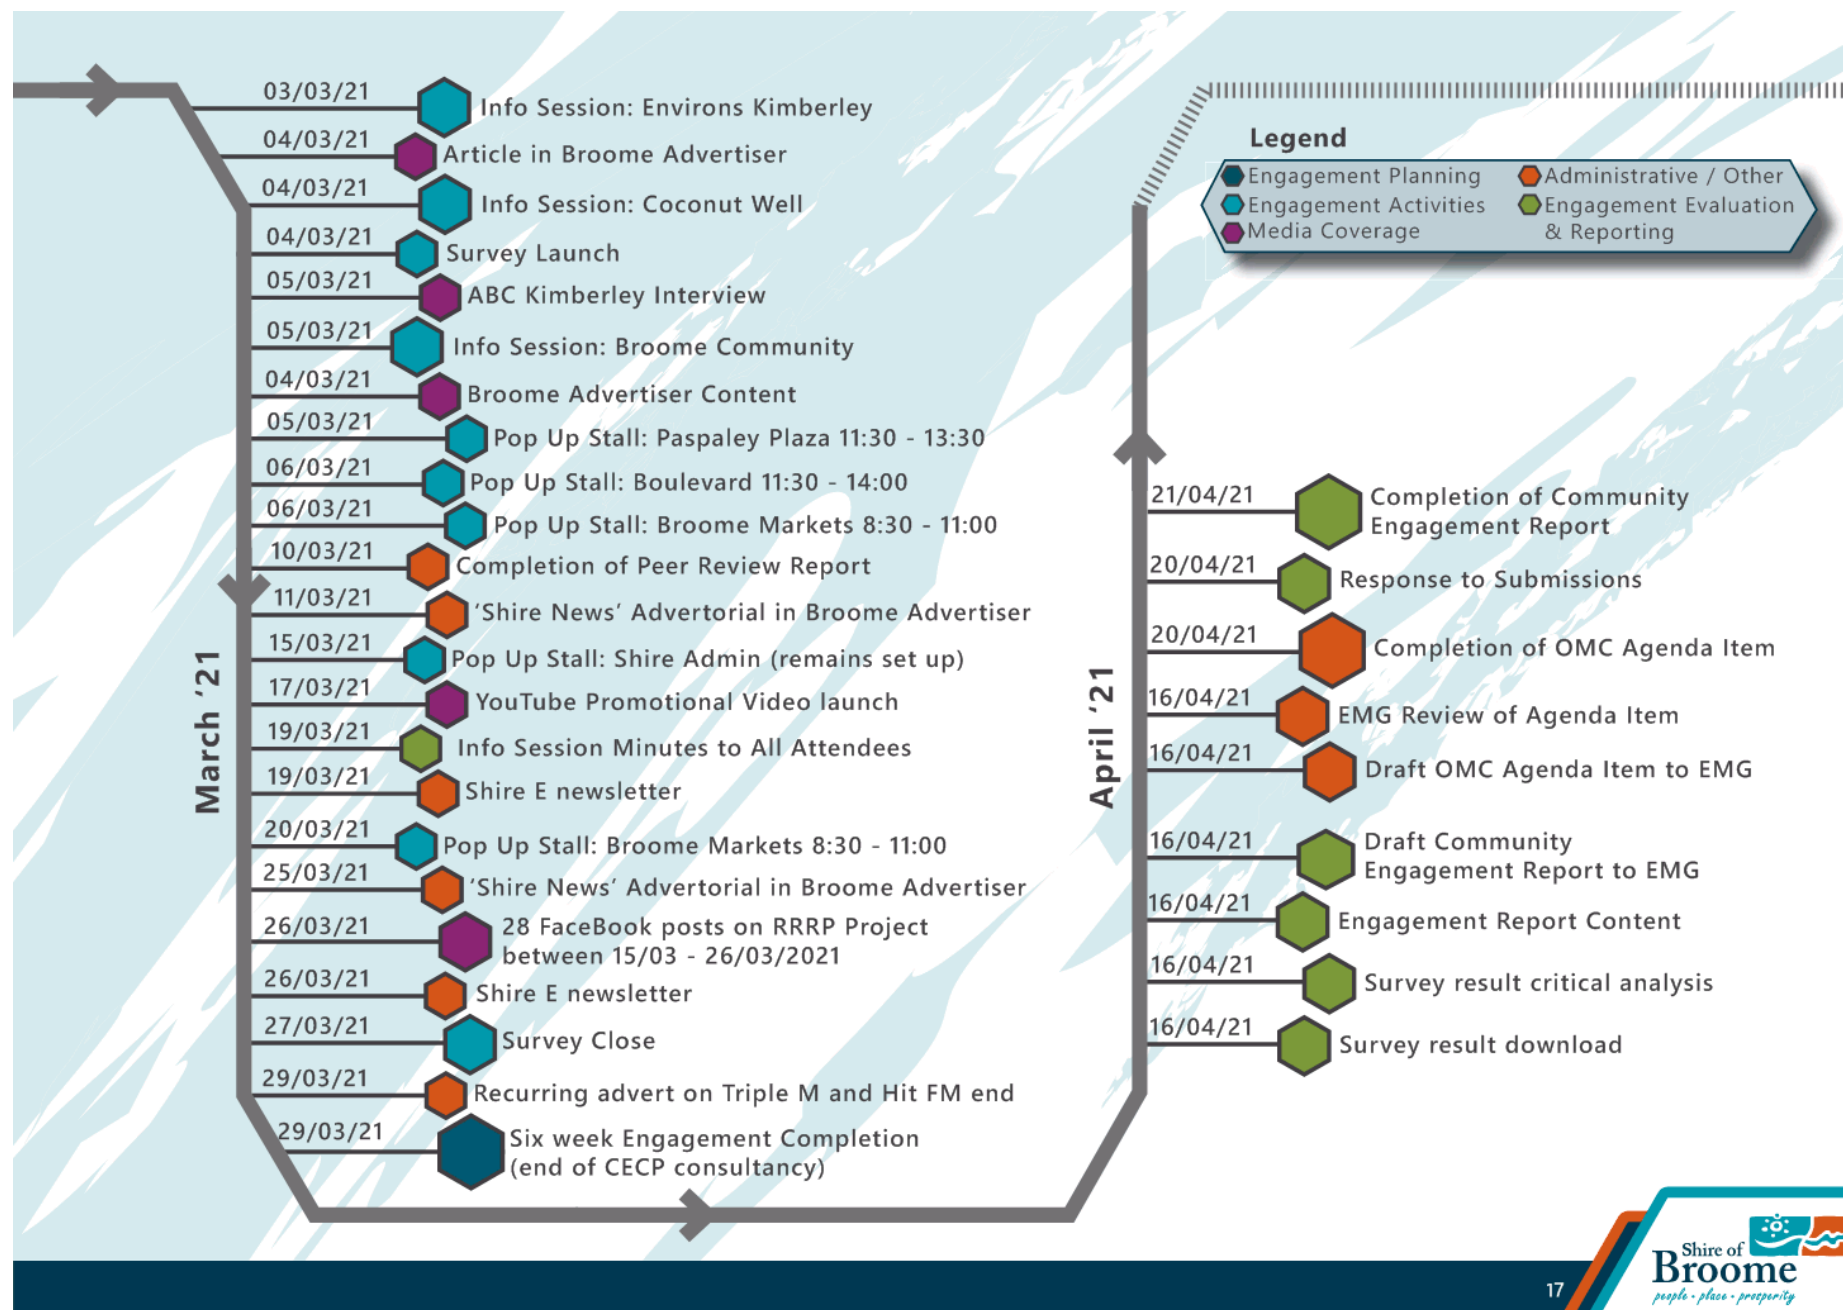 03/03/21 Info Session: Environs Kimberley
04/03/21 Article in Broome Advertiser
04/03/21 Info Session: Coconut Well
04/03/21 Survey Launch
05/03/21 ABC Kimberley Interview
05/03/21 Info Session: Broome Community
04/03/21 Broome Advertiser Content
05/03/21 Pop Up Stall: Paspaley Plaza 11:30 - 13:30
06/03/21 Pop Up Stall: Boulevard 11:30 - 14:00
06/03/21 Pop Up Stall: Broome Markets 8:30 - 11:00
10/03/21 Completion of Peer Review Report
11/03/21 'Shire News' Advertorial in Broome Advertiser
15/03/21 Pop Up Stall: Shire Admin (remains set up)
17/03/21 YouTube Promotional Video launch
19/03/21 Info Session Minutes to All Attendees
19/03/21 Shire E newsletter
20/03/21 Pop Up Stall: Broome Markets 8:30 - 11:00
25/03/21 'Shire News' Advertorial in Broome Advertiser
26/03/21 28 FaceBook posts on RRRP Project
between 15/03 - 26/03/2021
26/03/21 Shire E newsletter
27/03/21 Survey Close
29/03/21 Recurring advert on Triple M and Hit FM end
29/03/21 Six week Engagement Completion
(end of CECP consultancy)
March '21
Legend
Engagement Planning
Engagement Activities
Media Coverage
Administrative / Other
Engagement Evaluation
& Reporting
April '21
21/04/21 Completion of Community
Engagement Report
20/04/21 Response to Submissions
20/04/21 Completion of OMC Agenda Item
16/04/21 EMG Review of Agenda Item
16/04/21 Draft OMC Agenda Item to EMG
16/04/21 Draft Community
Engagement Report to EMG
16/04/21 Engagement Report Content
16/04/21 Survey result critical analysis
16/04/21 Survey result download
17
Shire of
Broome
people - place - prosperity